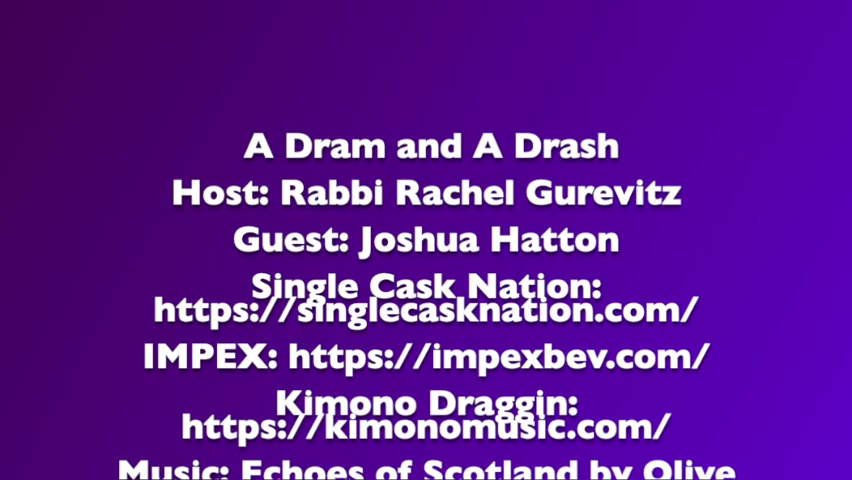 A Dram and A Drash
Host: Rabbi Rachel Gurevitz
Guest: Joshua Hatton
Single Cask Nation:
https://singlecasknation.com/
IMPEX: https://impexbev.com/
Kimono Draggin:
https://kimonomusic.com/
Music: Echoes of Scotland by Olive